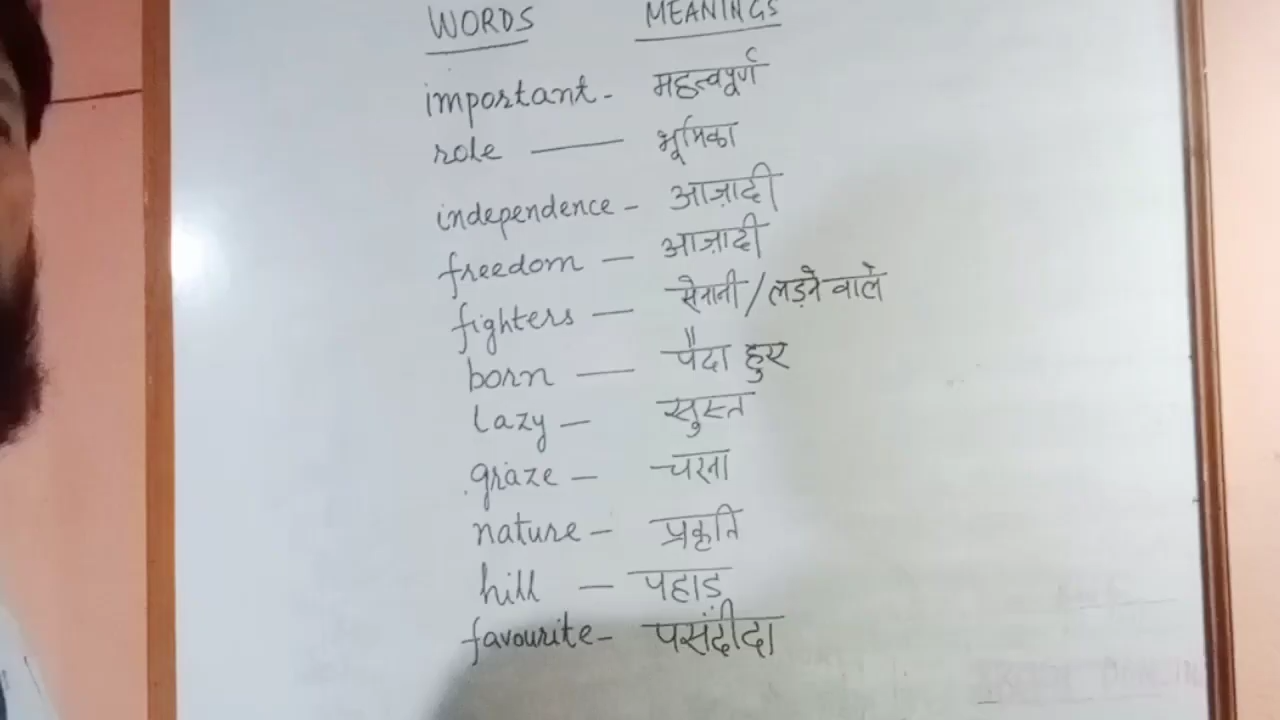 WORDS MEANINGS
important - महत्वपूर्ण
role — भूमिका
independence - आज़ादी
freedom — आज़ादी
fighters — सेनानी/लड़ने वाले
born — पैदा हुए
lazy — सुस्त
graze — चरना
nature — प्रकृति
hill — पहाड़
favourite - पसंदीदा